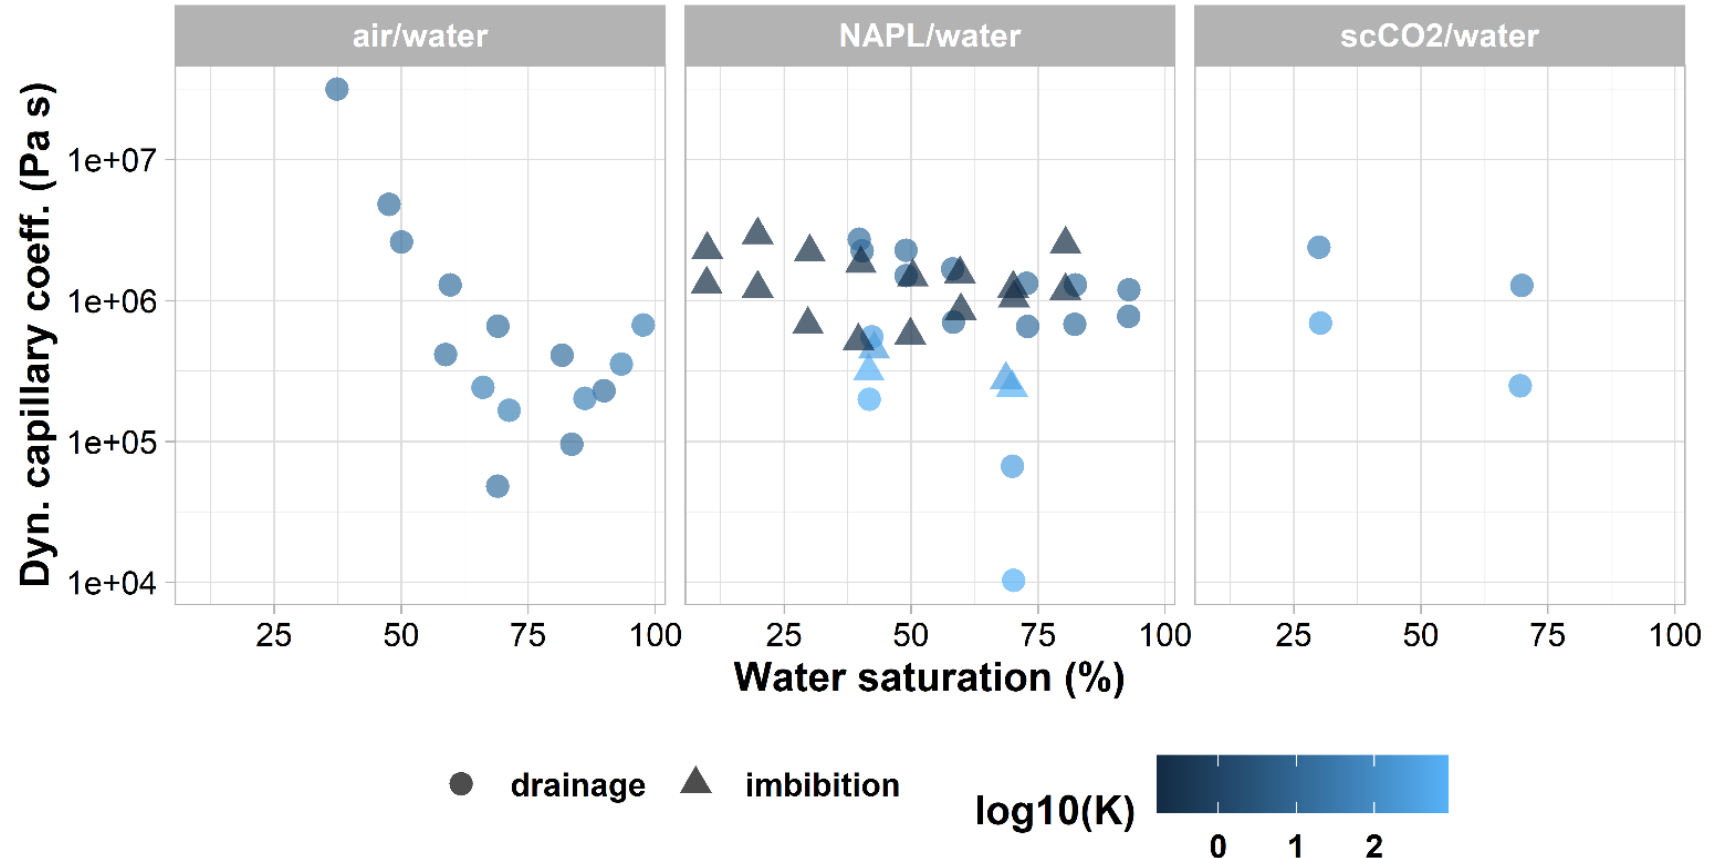 air/water NAPL/water scCO2/water
Dyn. capillary coeff. (Pa s)
1e+07
1e+06
1e+05
1e+04
25 50 75 100 25 50 75 100 25 50 75 100
Water saturation (%)
drainage imbibition log10(K)
0 1 2